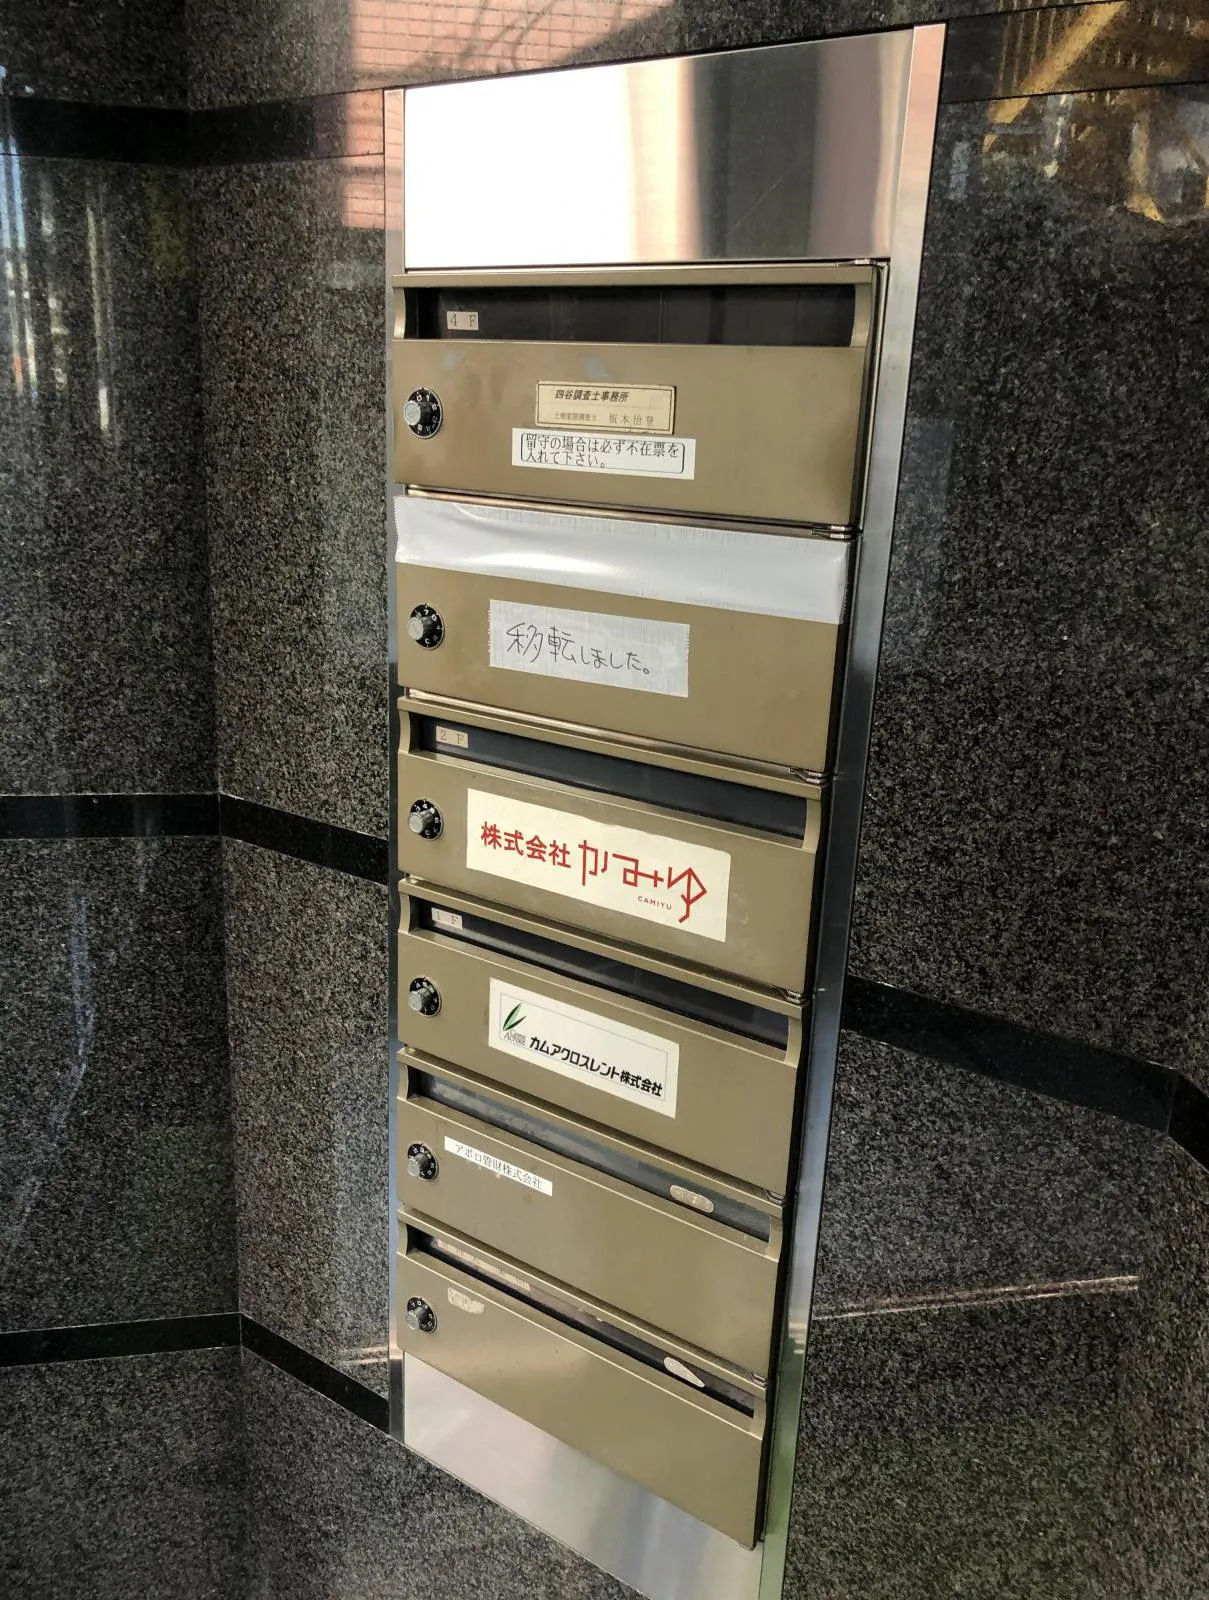 4 F
四谷調査士事務所
土地家屋調査士 坂本治登
留守の場合は必ず不在票を
入れて下さい。
移転しました。
2 F
株式会社かみゆ
CAMIYU
1 F
カムアクロスレント株式会社
アポロ管財株式会社